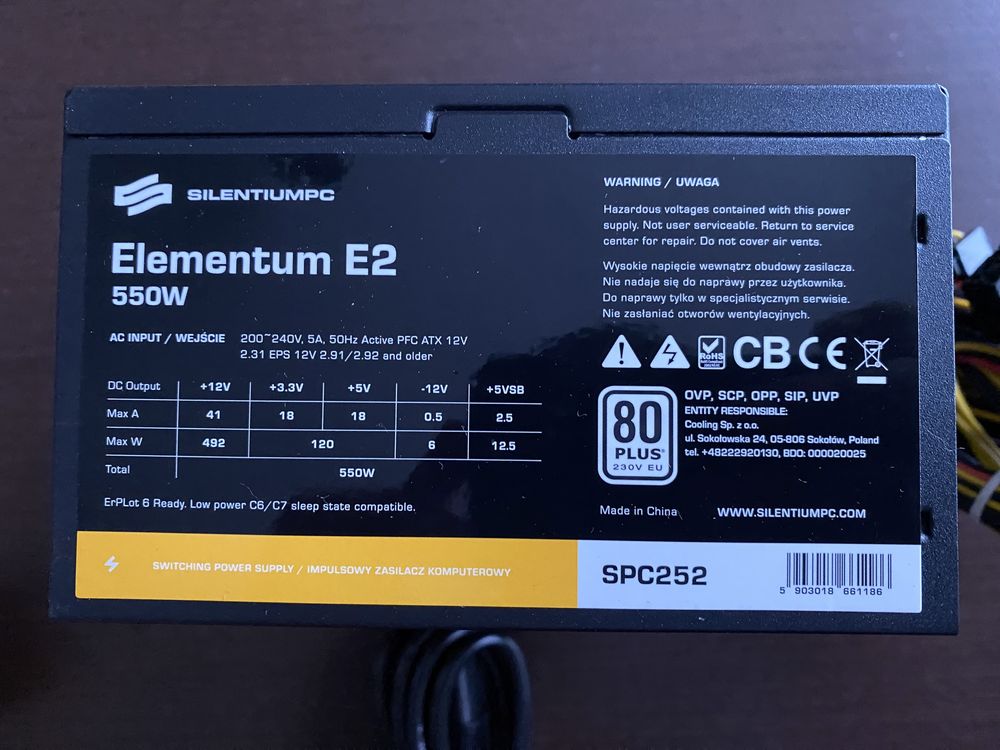 SILENTIUMPC
Elementum E2
550W
AC INPUT / WEJŚCIE 200~240V, 5A, 50Hz Active PFC ATX 12V
2.31 EPS 12V 2.91/2.92 and older
DC Output +12V +3.3V +5V -12V +5VSB
Max A 41 18 18 0.5 2.5
Max W 492 120 6 12.5
Total 550W
ErPLot 6 Ready. Low power C6/C7 sleep state compatible.
WARNING / UWAGA
Hazardous voltages contained with this power
supply. Not user serviceable. Return to service
center for repair. Do not cover air vents.
Wysokie napięcie wewnątrz obudowy zasilacza.
Nie nadaje się do naprawy przez użytkownika.
Do naprawy tylko w specjalistycznym serwisie.
Nie zasłaniać otworów wentylacyjnych.
RoHS
CB CE
80
PLUS
230V EU
OVP, SCP, OPP, SIP, UVP
ENTITY RESPONSIBLE:
Cooling Sp. z o.o.
ul. Sokołowska 24, 05-806 Sokołów, Poland
tel. +48222920130, BDO: 000020025
Made in China WWW.SILENTIUMPC.COM
SWITCHING POWER SUPPLY / IMPULSOWY ZASILACZ KOMPUTEROWY
SPC252
5 903018 661186